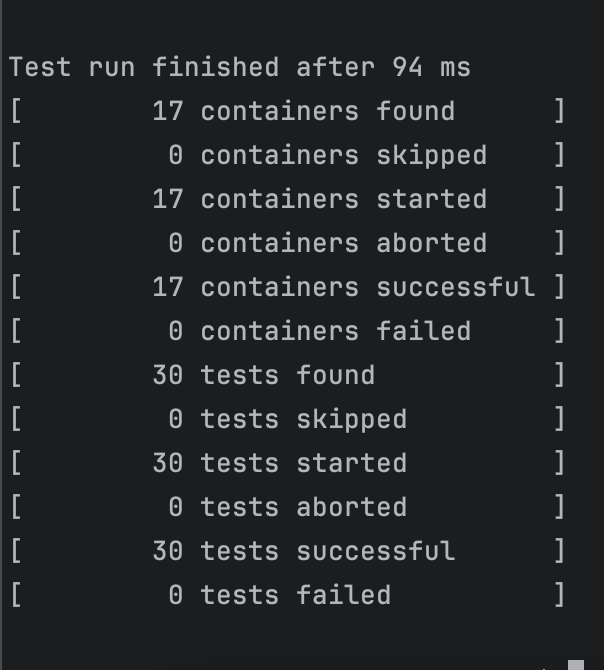 Test run finished after 94 ms
[        17 containers found      ]
[         0 containers skipped    ]
[        17 containers started    ]
[         0 containers aborted    ]
[        17 containers successful ]
[         0 containers failed     ]
[        30 tests found           ]
[         0 tests skipped         ]
[        30 tests started         ]
[         0 tests aborted         ]
[        30 tests successful      ]
[         0 tests failed          ]